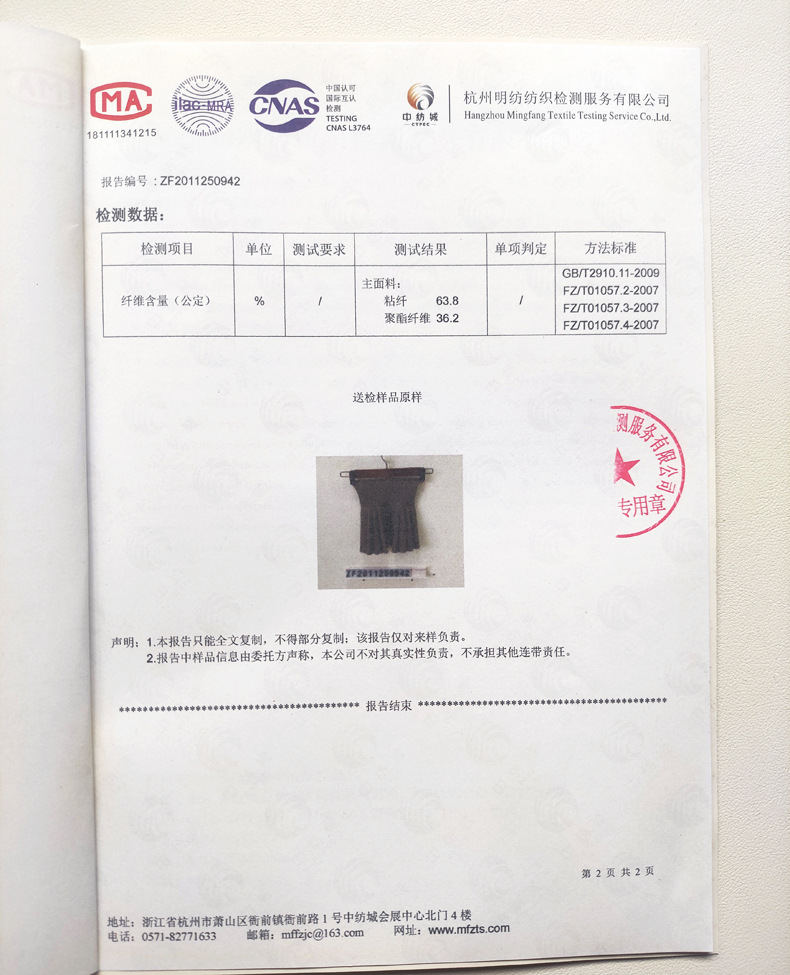 MA
181111341215
ilac-MRA
CNAS
中国认可
国际互认
检测
TESTING
CNAS L3764
中纺城
CTPEC
杭州明纺纺织检测服务有限公司
Hangzhou Mingfang Textile Testing Service Co.,Ltd.
报告编号：ZF2011250942
检测数据：
检测项目 单位 测试要求 测试结果 单项判定 方法标准
纤维含量（公定） % / 主面料： / GB/T2910.11-2009
粘纤 63.8 FZ/T01057.2-2007
聚酯纤维 36.2 FZ/T01057.3-2007
FZ/T01057.4-2007
送检样品原样
测服务有限公司
专用章
ZF2011250942
声明：1.本报告只能全文复制，不得部分复制；该报告仅对来样负责。
2.报告中样品信息由委托方声称，本公司不对其真实性负责，不承担其他连带责任。
****************************************** 报告结束 ******************************************
第 2 页 共 2 页
地址：浙江省杭州市萧山区衙前镇衙前路 1 号中纺城会展中心北门 4 楼
电话：0571-82771633 邮箱：mffzjc@163.com 网址：www.mfzts.com